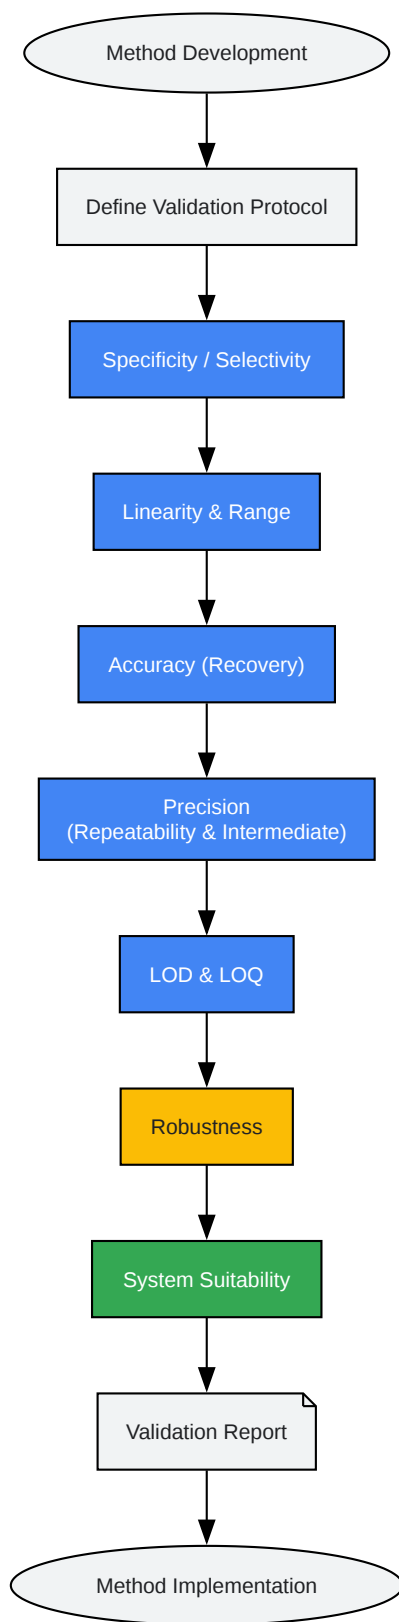 Method Development
Define Validation Protocol
Specificity / Selectivity
Linearity & Range
Accuracy (Recovery)
Precision
(Repeatability & Intermediate)
LOD & LOQ
Robustness
System Suitability
Validation Report
Method Implementation